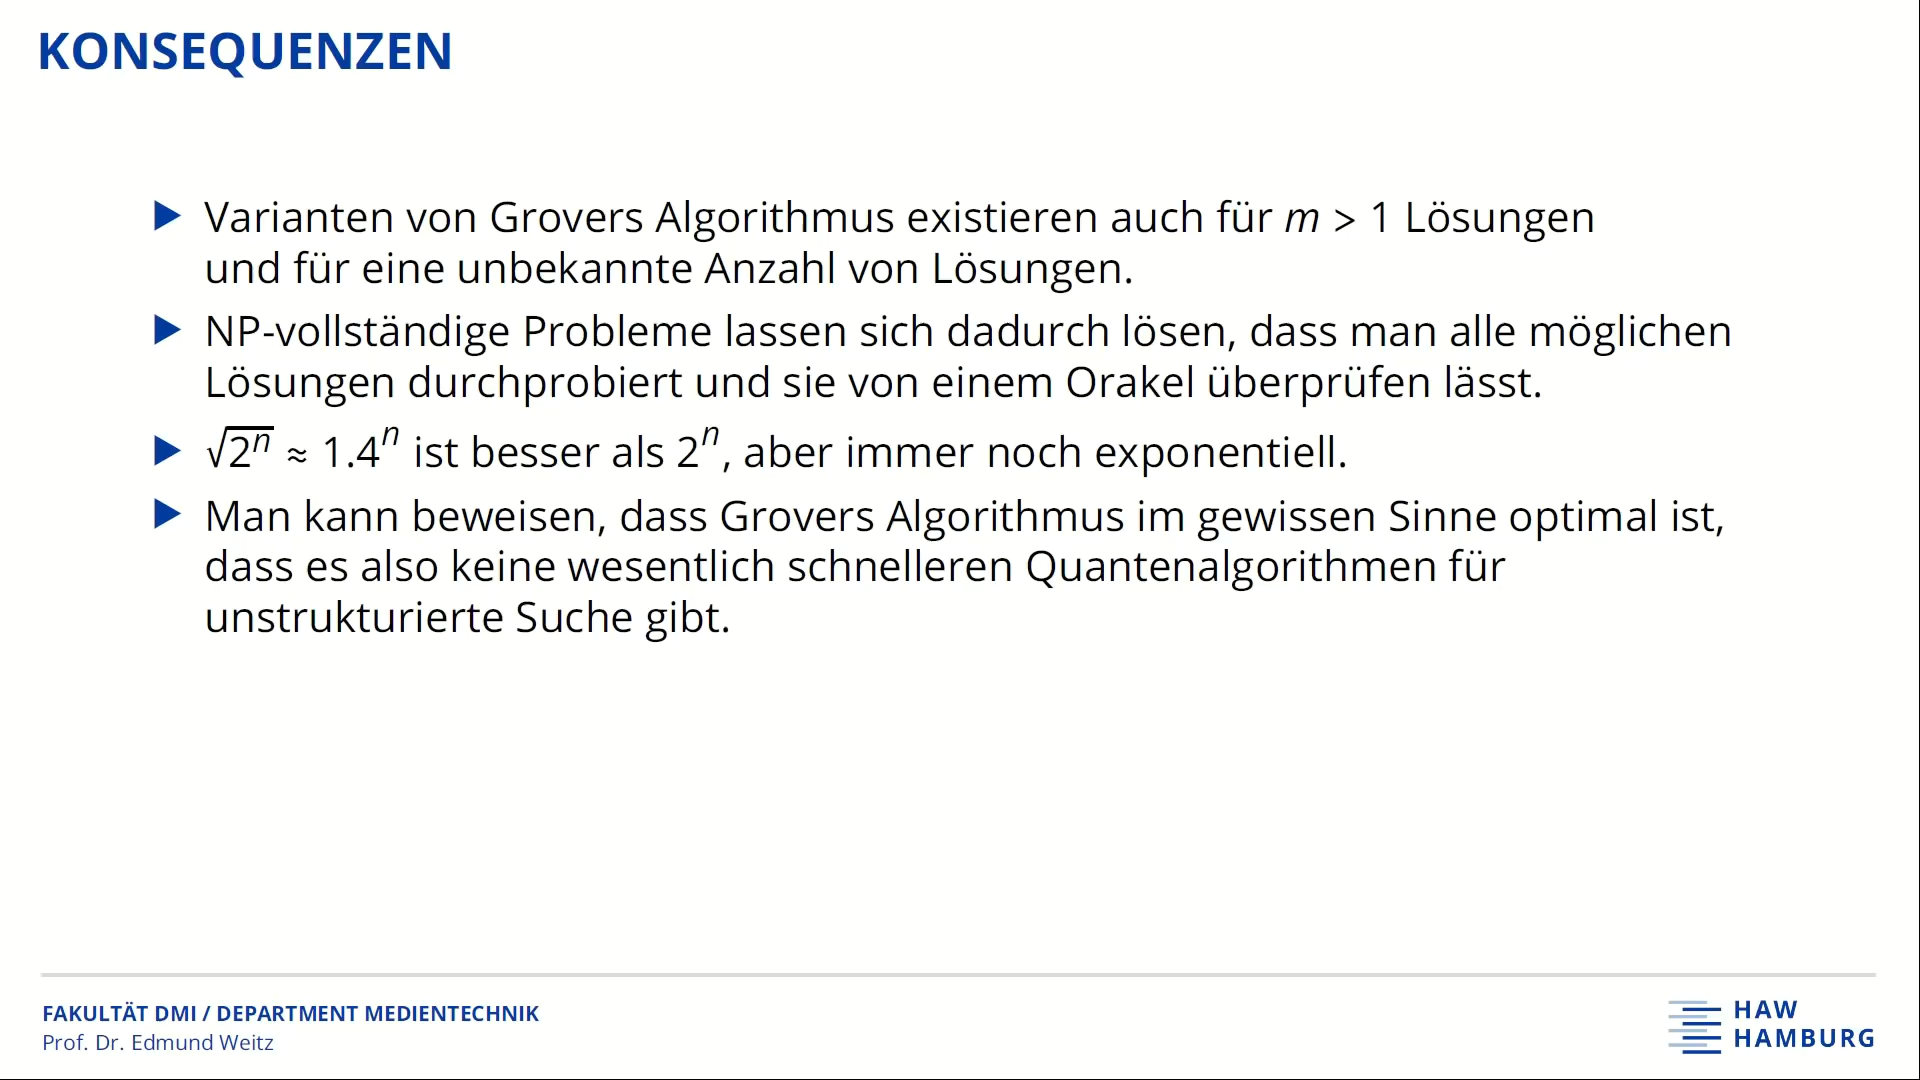 KONSEQUENZEN
▶ Varianten von Grovers Algorithmus existieren auch für m > 1 Lösungen
und für eine unbekannte Anzahl von Lösungen.
▶ NP-vollständige Probleme lassen sich dadurch lösen, dass man alle möglichen
Lösungen durchprobiert und sie von einem Orakel überprüfen lässt.
▶ √2ⁿ ≈ 1.4ⁿ ist besser als 2ⁿ, aber immer noch exponentiell.
▶ Man kann beweisen, dass Grovers Algorithmus im gewissen Sinne optimal ist,
dass es also keine wesentlich schnelleren Quantenalgorithmen für
unstrukturierte Suche gibt.
FAKULTÄT DMI / DEPARTMENT MEDIENTECHNIK
Prof. Dr. Edmund Weitz
HAW
HAMBURG